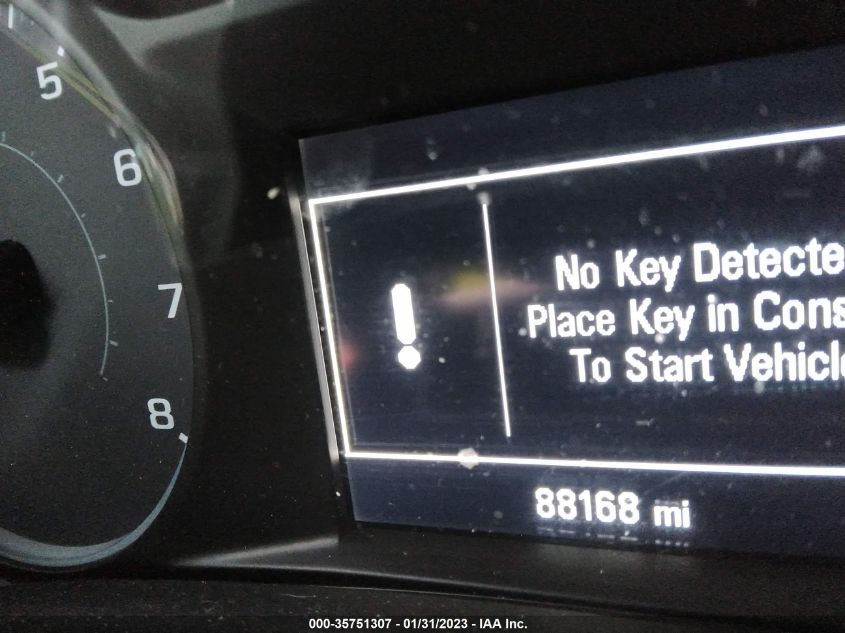 5
6
7
8
No Key Detecte
Place Key in Cons
To Start Vehicle
88168 mi
000-35751307 - 01/31/2023 - IAA Inc.